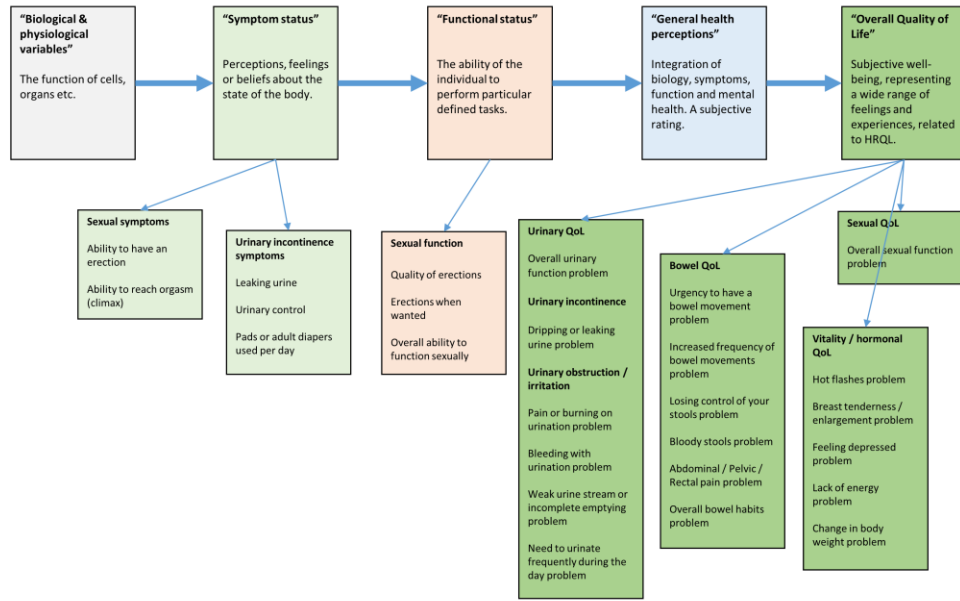 “Biological &
physiological
variables”
The function of cells,
organs etc.
“Symptom status”
Perceptions, feelings
or beliefs about the
state of the body.
“Functional status”
The ability of the
individual to
perform particular
defined tasks.
“General health
perceptions”
Integration of
biology, symptoms,
function and mental
health. A subjective
rating.
“Overall Quality of
Life”
Subjective well-
being, representing
a wide range of
feelings and
experiences, related
to HRQL.
Sexual symptoms
Ability to have an
erection
Ability to reach orgasm
(climax)
Urinary incontinence
symptoms
Leaking urine
Urinary control
Pads or adult diapers
used per day
Sexual function
Quality of erections
Erections when
wanted
Overall ability to
function sexually
Urinary QoL
Overall urinary
function problem
Urinary incontinence
Dripping or leaking
urine problem
Urinary obstruction /
irritation
Pain or burning on
urination problem
Bleeding with
urination problem
Weak urine stream or
incomplete emptying
problem
Need to urinate
frequently during the
day problem
Bowel QoL
Urgency to have a
bowel movement
problem
Increased frequency of
bowel movements
problem
Losing control of your
stools problem
Bloody stools problem
Abdominal / Pelvic /
Rectal pain problem
Overall bowel habits
problem
Sexual QoL
Overall sexual function
problem
Vitality / hormonal
QoL
Hot flashes problem
Breast tenderness /
enlargement problem
Feeling depressed
problem
Lack of energy
problem
Change in body
weight problem